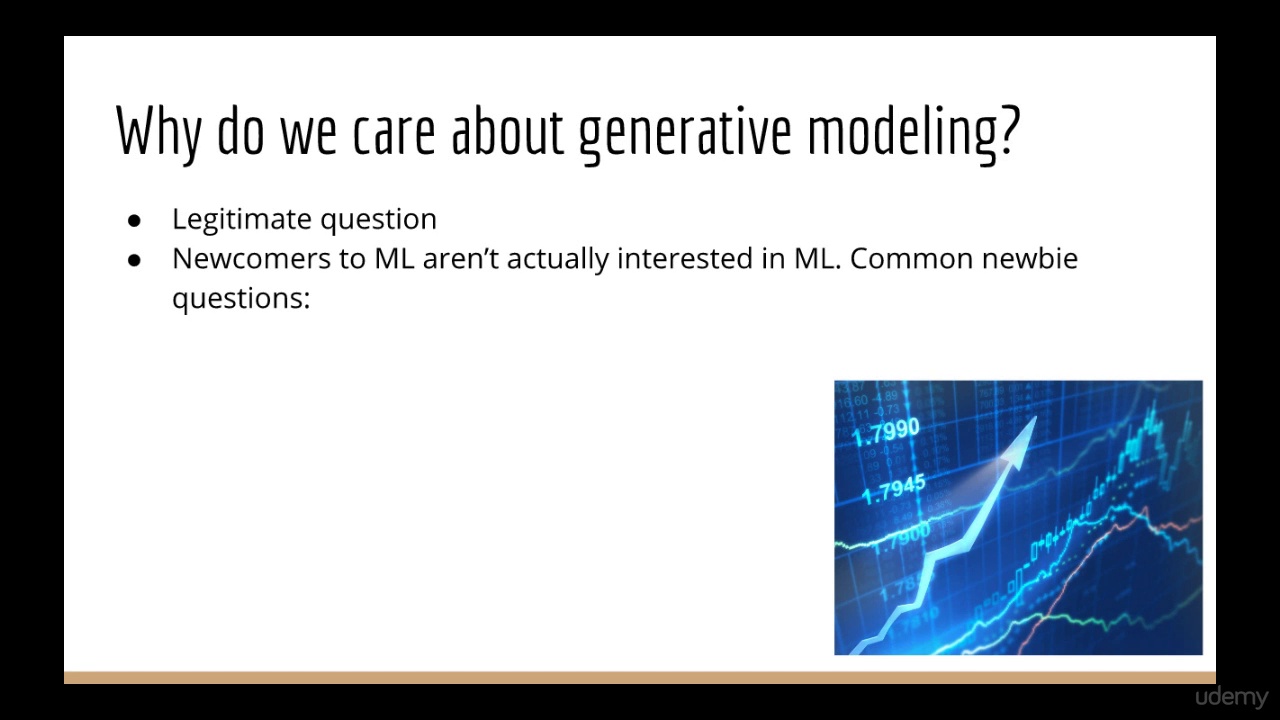 Why do we care about generative modeling?
● Legitimate question
● Newcomers to ML aren’t actually interested in ML. Common newbie
questions:
1.7990
1.7945
1.7900
udemy